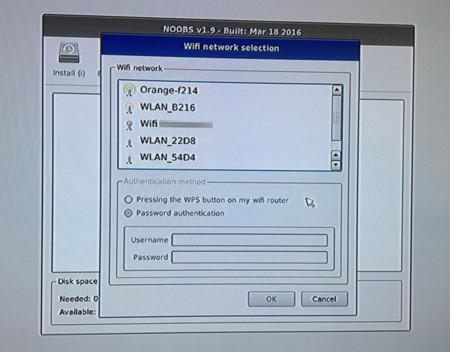 NOOBS v1.9 - Built: Mar 18 2016
Wifi network selection
Install (i)
Wifi network
Orange-f214
WLAN_B216
Wifi
WLAN_22D8
WLAN_54D4
Authentication method
Pressing the WPS button on my wifi router
Password authentication
Username
Password
Disk space
Needed: 0
Available:
OK
Cancel